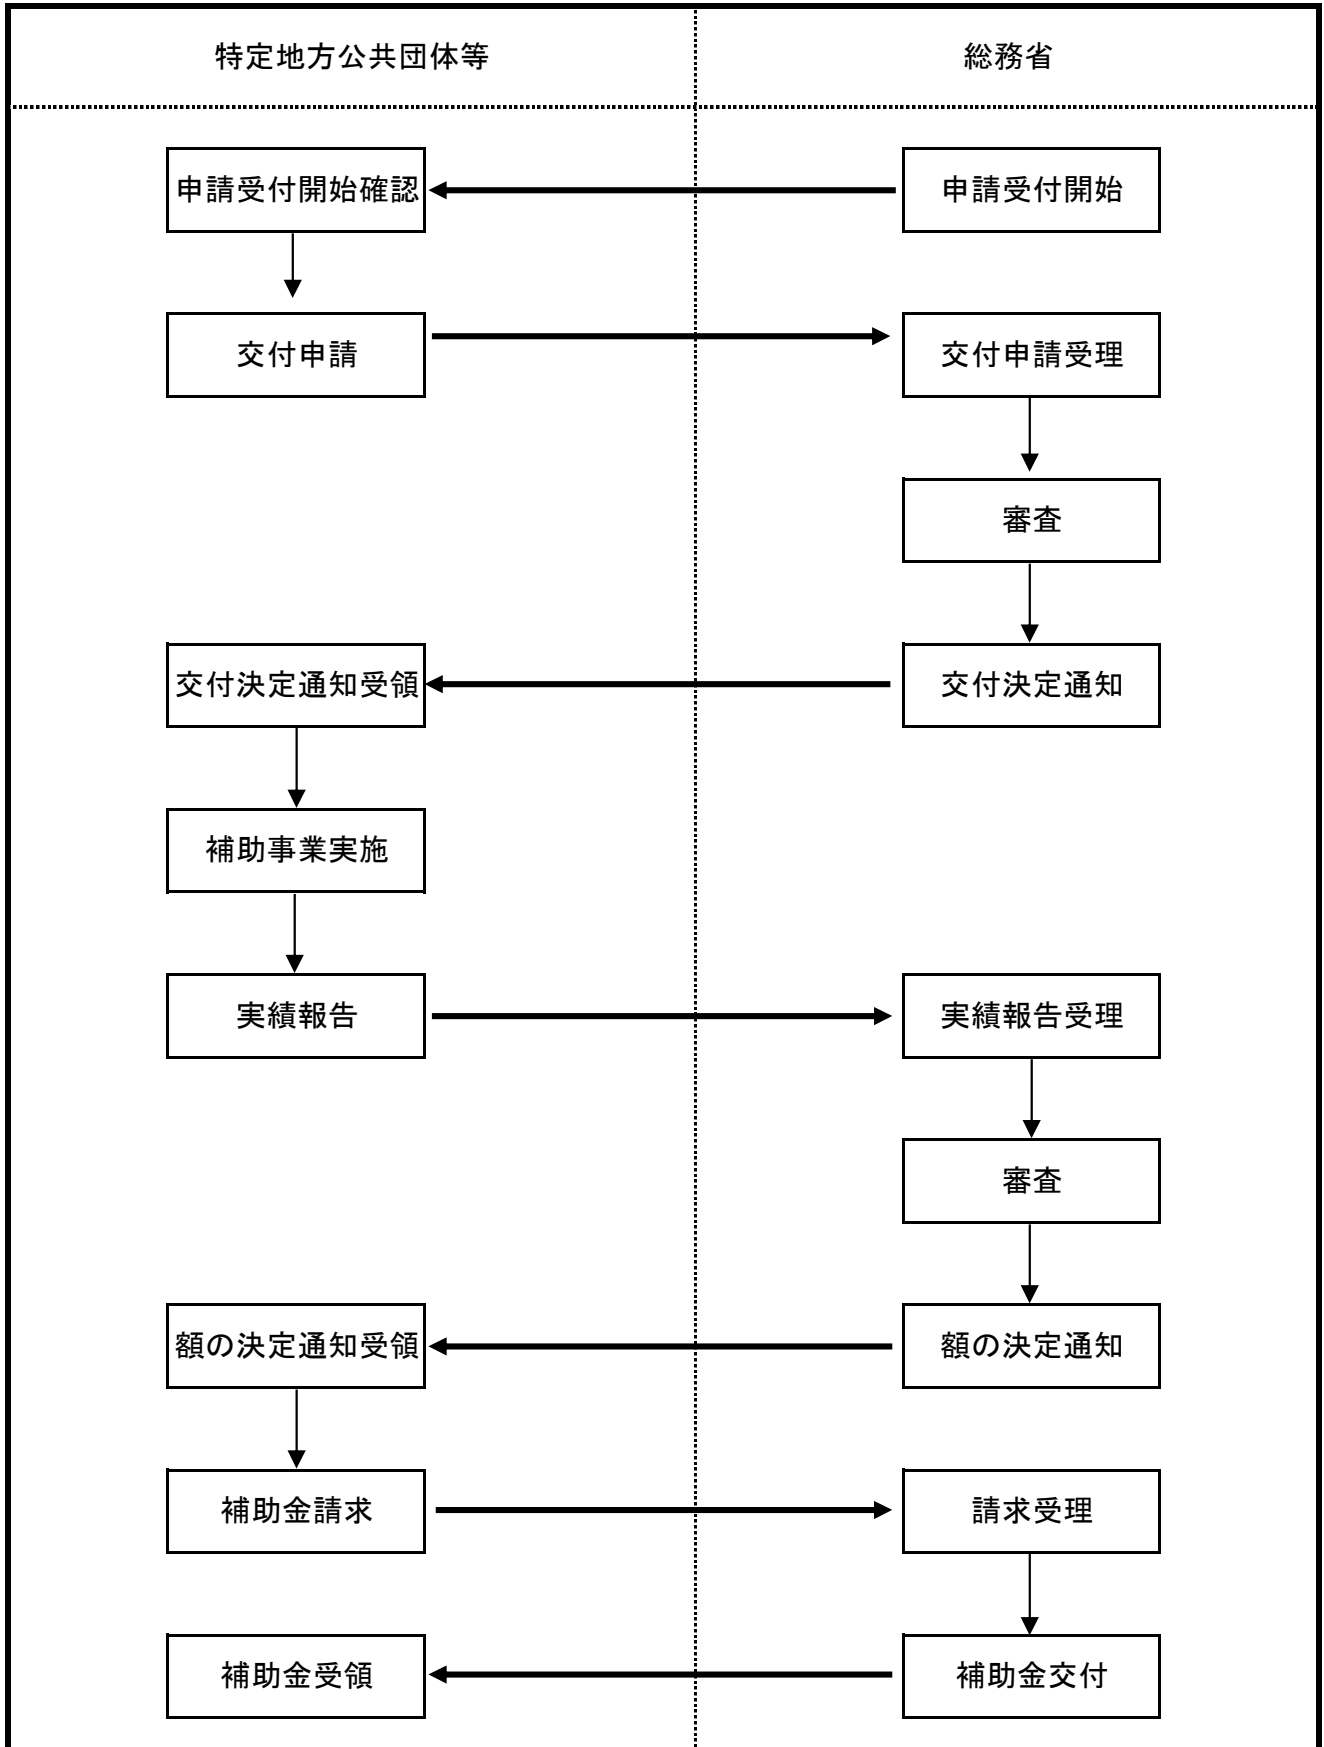 特定地方公共団体等
総務省
申請受付開始確認
申請受付開始
交付申請
交付申請受理
審査
交付決定通知受領
交付決定通知
補助事業実施
実績報告
実績報告受理
審査
額の決定通知受領
額の決定通知
補助金請求
請求受理
補助金受領
補助金交付